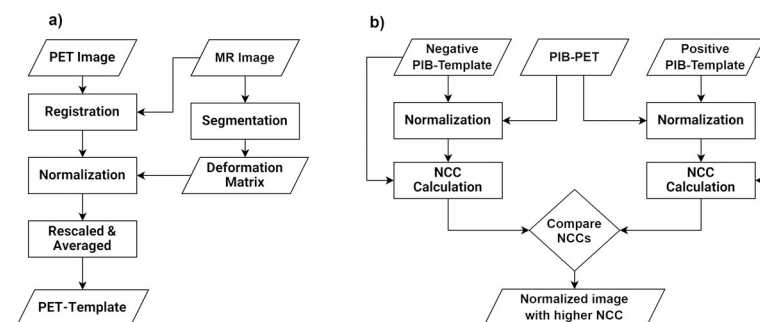 a)
PET Image
MR Image
Registration
Segmentation
Normalization
Deformation
Matrix
Rescaled &
Averaged
PET-Template
b)
Negative
PIB-Template
PIB-PET
Positive
PIB-Template
Normalization
Normalization
NCC
Calculation
NCC
Calculation
Compare
NCCs
Normalized image
with higher NCC